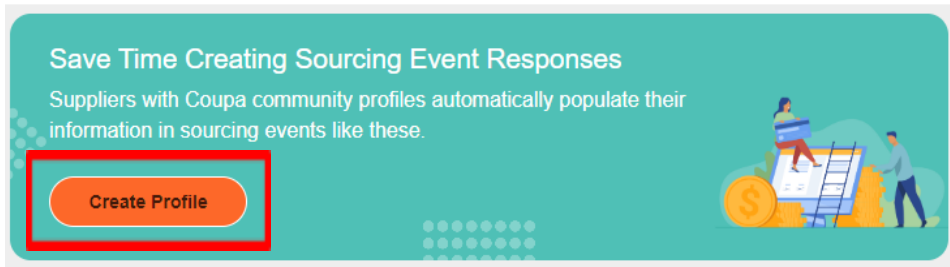 Save Time Creating Sourcing Event Responses
Suppliers with Coupa community profiles automatically populate their
information in sourcing events like these.
Create Profile
$